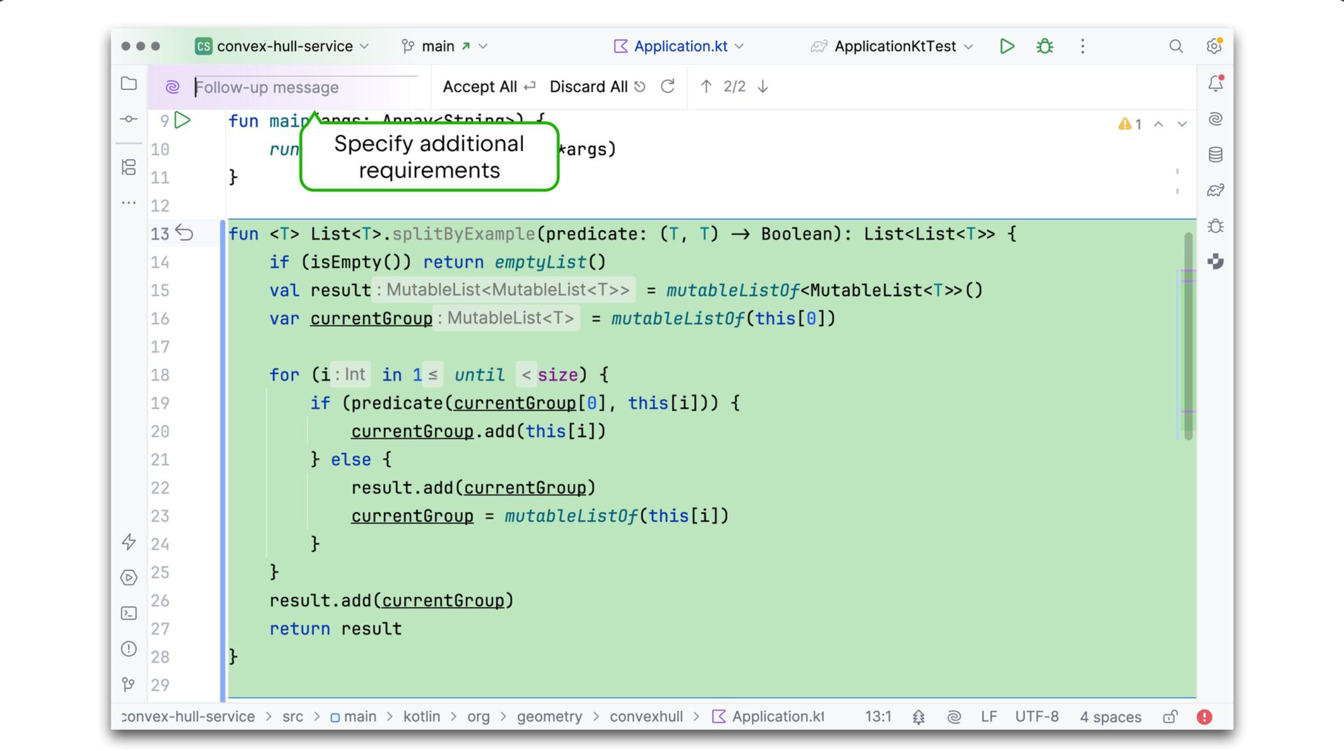 CS convex-hull-service main Application.kt ApplicationKtTest
Follow-up message Accept All Discard All 2/2
9 fun main(args: Array<String>) {
Specify additional
requirements
1
10 run *args)
11 }
12
13 fun <T> List<T>.splitByExample(predicate: (T, T) → Boolean): List<List<T>> {
14 if (isEmpty()) return emptyList()
15 val result : MutableList<MutableList<T>> = mutableListOf<MutableList<T>>()
16 var currentGroup : MutableList<T> = mutableListOf(this[0])
17
18 for (i : Int in 1 ≤ until < size) {
19 if (predicate(currentGroup[0], this[i])) {
20 currentGroup.add(this[i])
21 } else {
22 result.add(currentGroup)
23 currentGroup = mutableListOf(this[i])
24 }
25 }
26 result.add(currentGroup)
27 return result
28 }
29
convex-hull-service > src > main > kotlin > org > geometry > convexhull > Application.kt 13:1 LF UTF-8 4 spaces